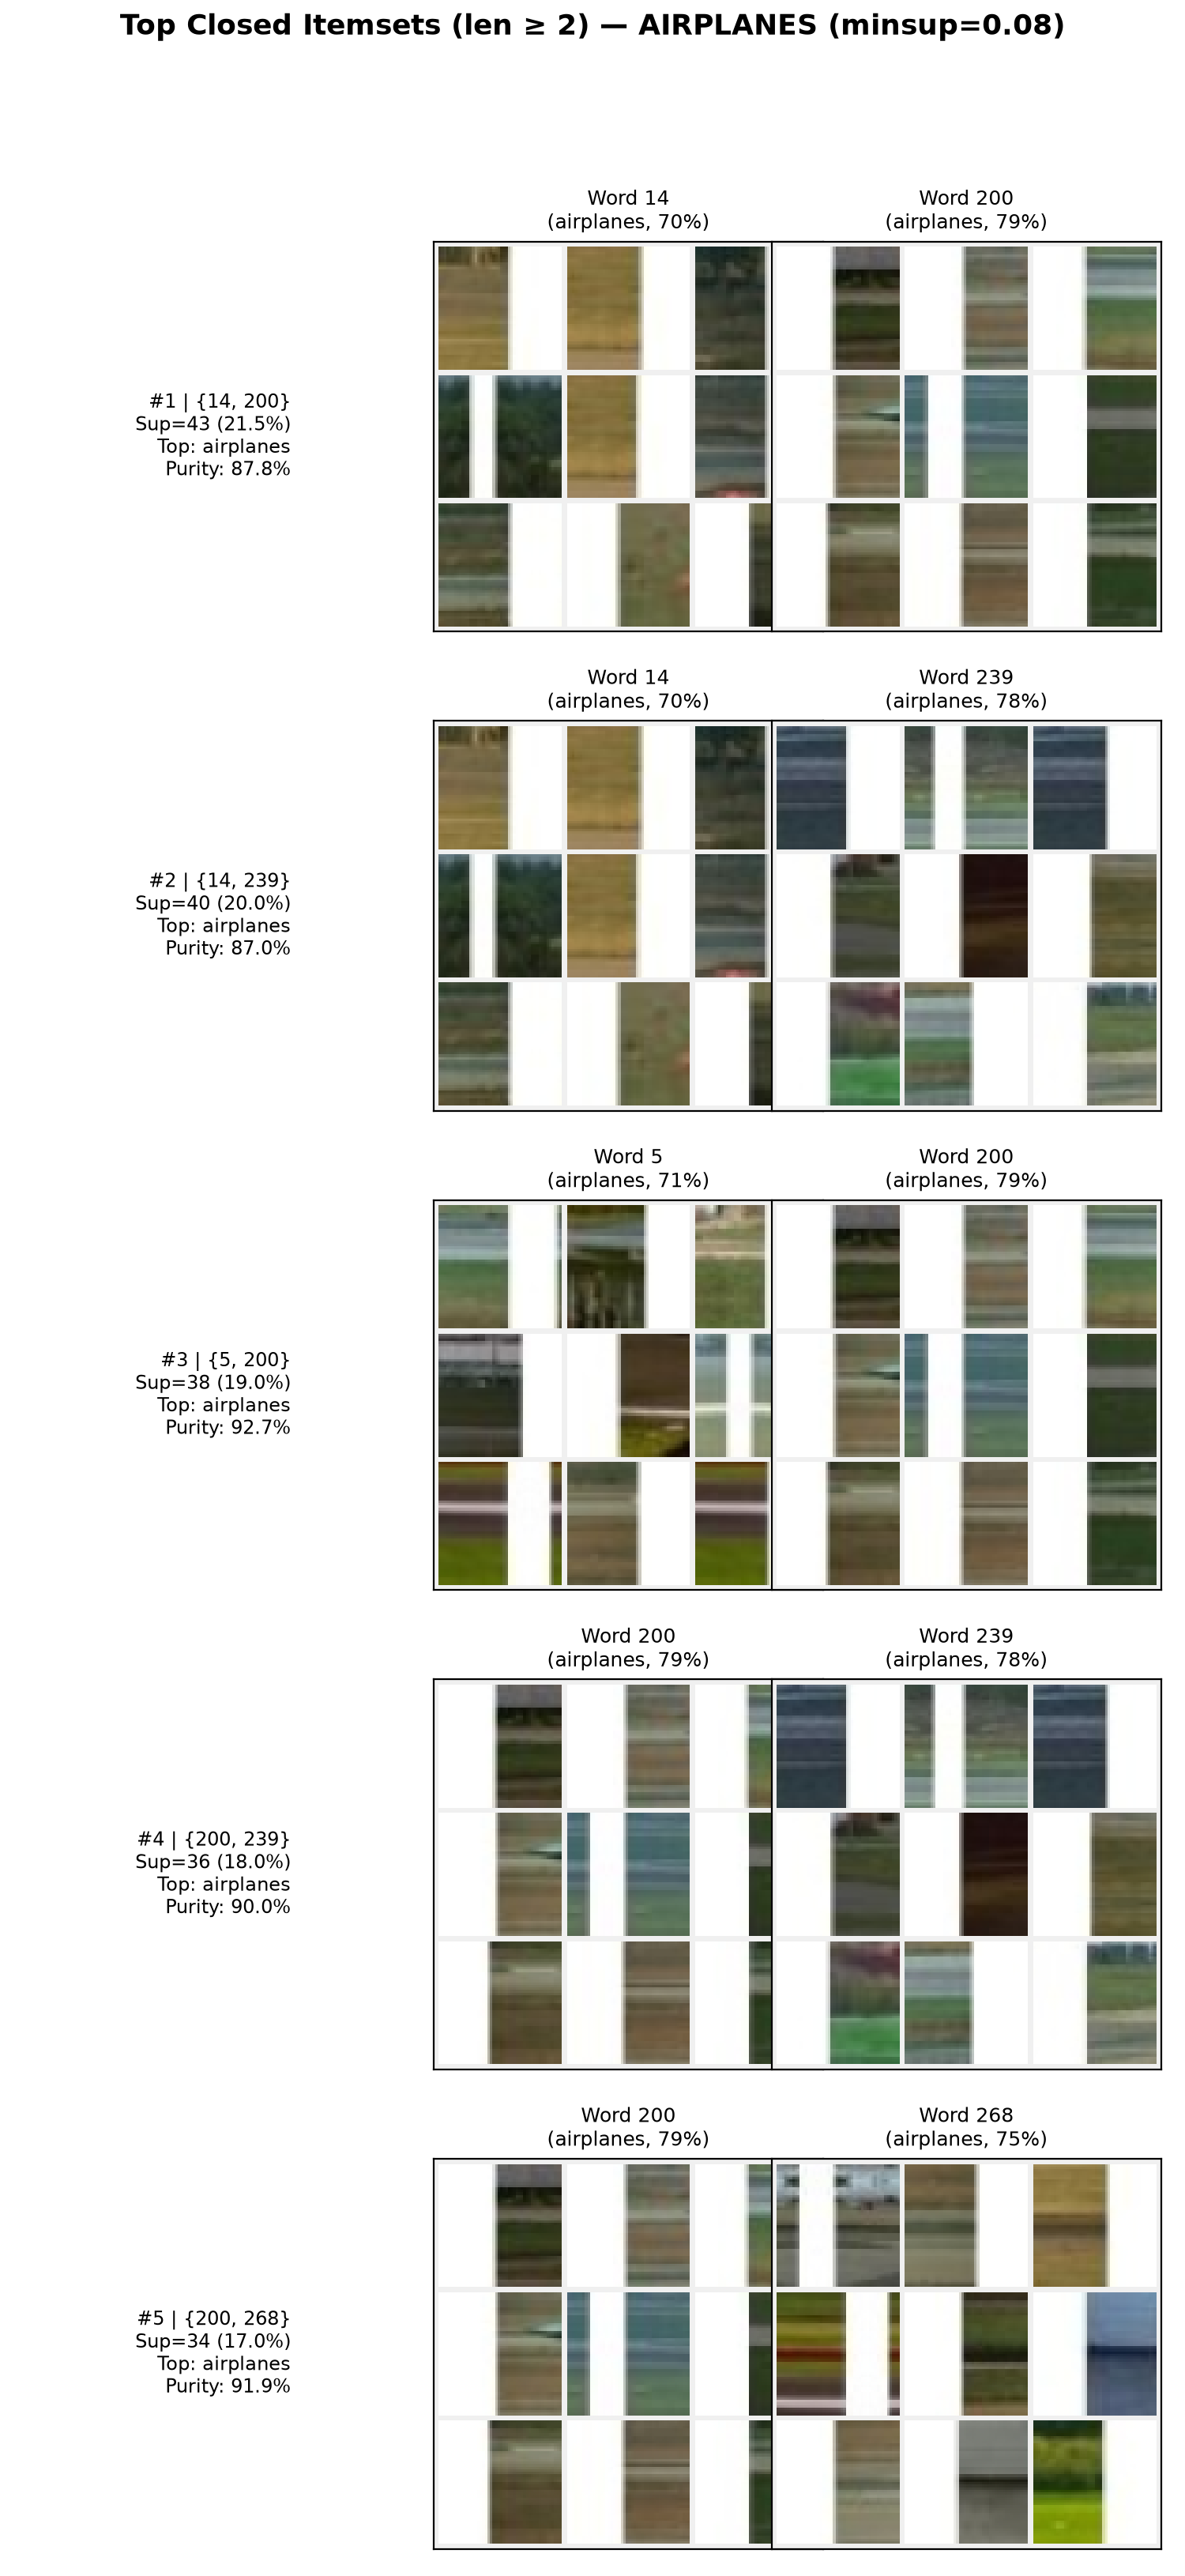 Top Closed Itemsets (len ≥ 2) — AIRPLANES (minsup=0.08)
Word 14
(airplanes, 70%)
Word 200
(airplanes, 79%)
#1 | {14, 200}
Sup=43 (21.5%)
Top: airplanes
Purity: 87.8%
Word 14
(airplanes, 70%)
Word 239
(airplanes, 78%)
#2 | {14, 239}
Sup=40 (20.0%)
Top: airplanes
Purity: 87.0%
Word 5
(airplanes, 71%)
Word 200
(airplanes, 79%)
#3 | {5, 200}
Sup=38 (19.0%)
Top: airplanes
Purity: 92.7%
Word 200
(airplanes, 79%)
Word 239
(airplanes, 78%)
#4 | {200, 239}
Sup=36 (18.0%)
Top: airplanes
Purity: 90.0%
Word 200
(airplanes, 79%)
Word 268
(airplanes, 75%)
#5 | {200, 268}
Sup=34 (17.0%)
Top: airplanes
Purity: 91.9%